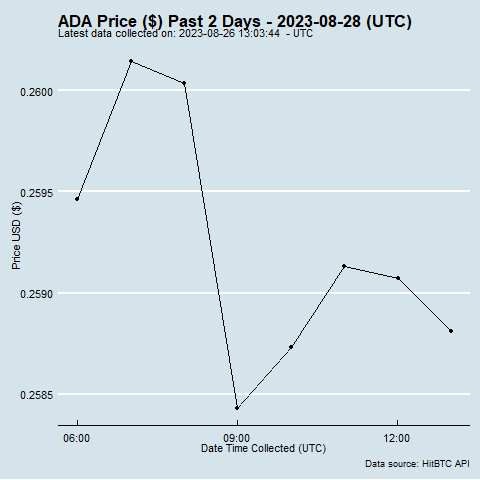 ADA Price ($) Past 2 Days - 2023-08-28 (UTC)
Latest data collected on: 2023-08-26 13:03:44  - UTC
0.2600
0.2595
0.2590
0.2585
Price USD ($)
06:00
09:00
12:00
Date Time Collected (UTC)
Data source: HitBTC API